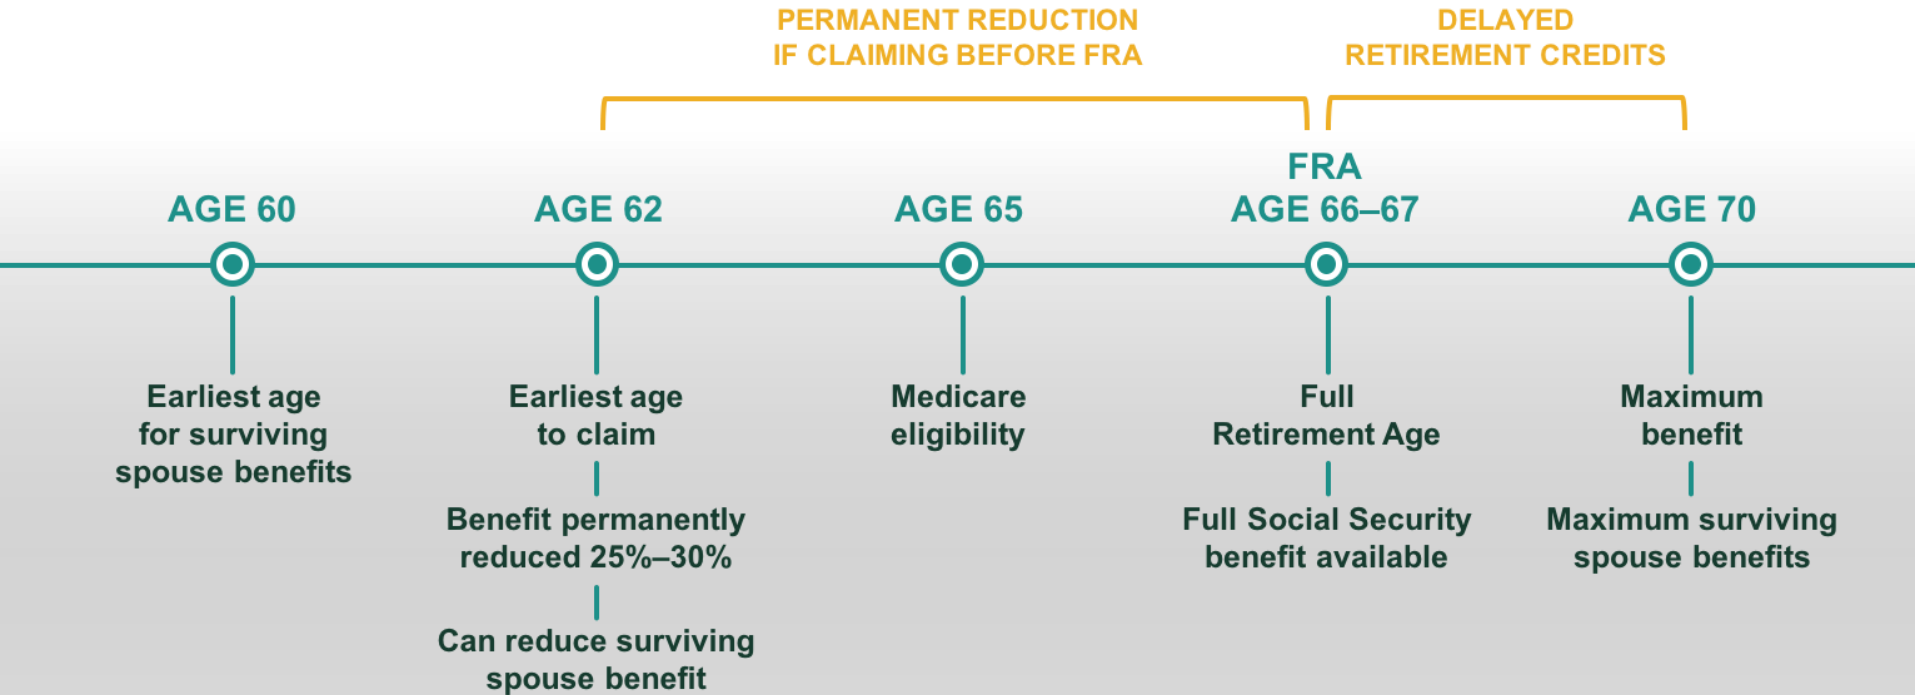 PERMANENT REDUCTION
IF CLAIMING BEFORE FRA
DELAYED
RETIREMENT CREDITS
AGE 60
AGE 62
AGE 65
FRA
AGE 66–67
AGE 70
Earliest age
for surviving
spouse benefits
Earliest age
to claim
Benefit permanently
reduced 25%–30%
Can reduce surviving
spouse benefit
Medicare
eligibility
Full
Retirement Age
Full Social Security
benefit available
Maximum
benefit
Maximum surviving
spouse benefits